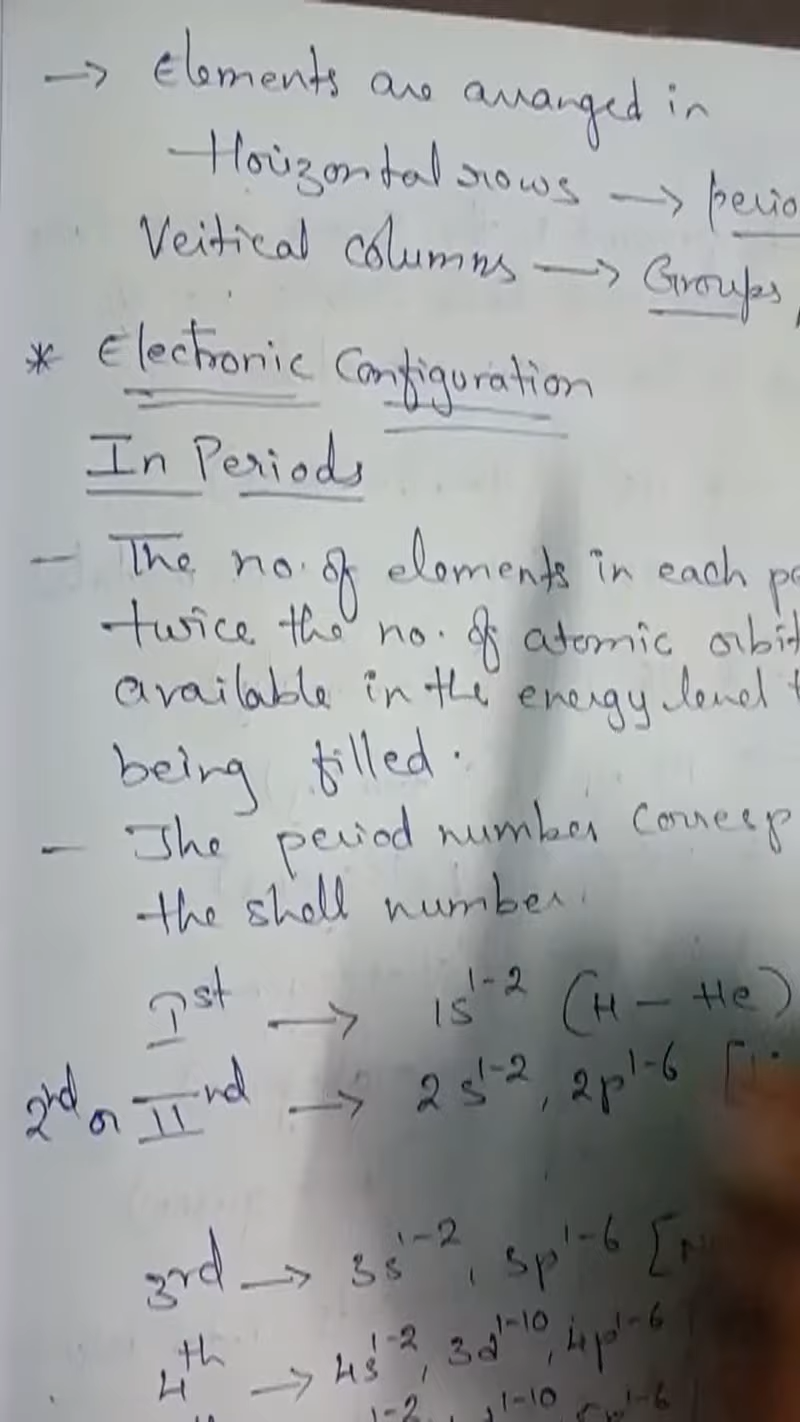 → Elements are arranged in
Horizontal rows →
Vertical columns → Groups
* Electronic Configuration
In Periods
- The no. of elements in each
twice the no. of atomic
available in the energy level
being filled.
- The period number
the shell number.
Ist → 1s¹⁻² (H - He)
2nd or IInd → 2s¹⁻², 2p¹⁻⁶
3rd → 3s¹⁻², 3p¹⁻⁶
4th → 4s¹⁻², 3d¹⁻¹⁰, 4p¹⁻⁶